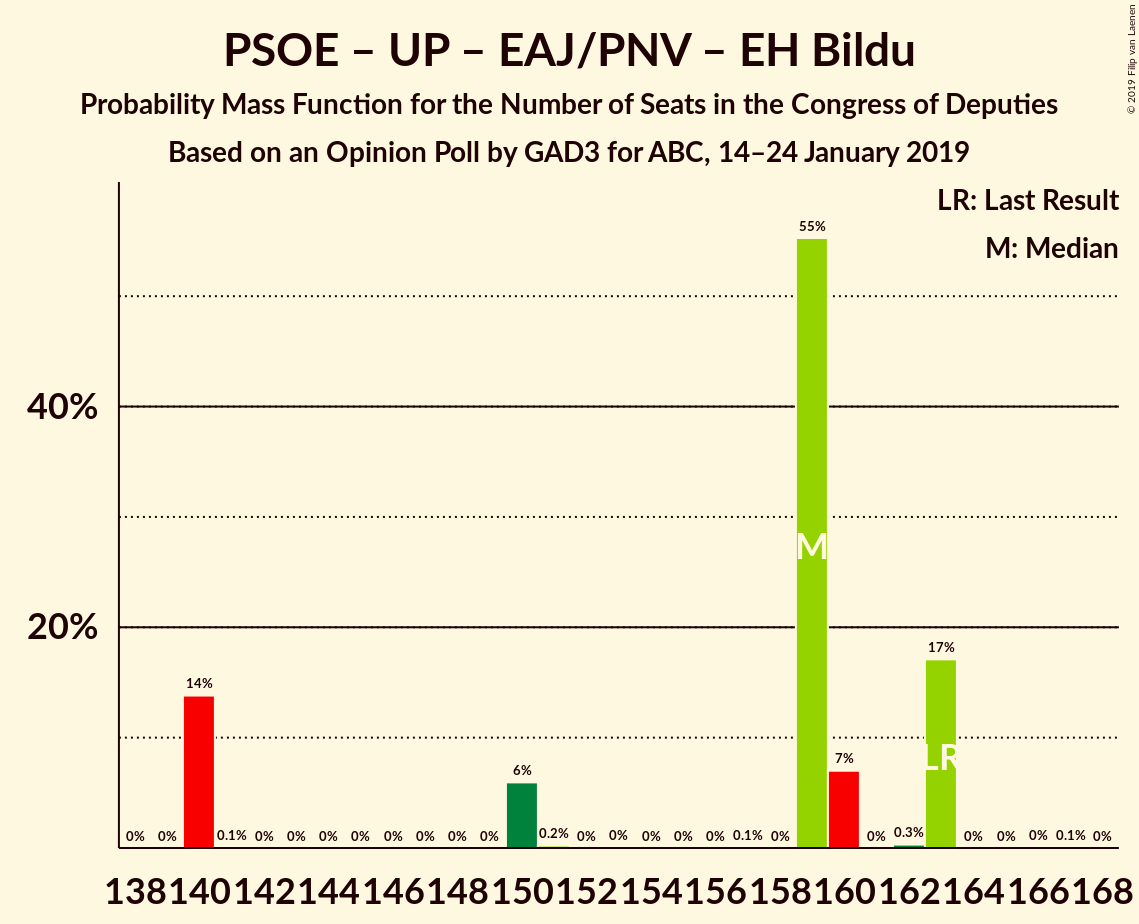 PSOE – UP – EAJ/PNV – EH Bildu
Probability Mass Function for the Number of Seats in the Congress of Deputies
Based on an Opinion Poll by GAD3 for ABC, 14–24 January 2019
© 2019 Filip van Laenen
LR: Last Result
M: Median
40%
20%
0% 0% 14% 0.1% 0% 0% 0% 0% 0% 0% 0% 0% 6% 0.2% 0% 0% 0% 0% 0% 0.1% 0% 55% 7% 0% 0.3% 17% 0% 0% 0% 0.1% 0%
M
LR
138 140 142 144 146 148 150 152 154 156 158 160 162 164 166 168